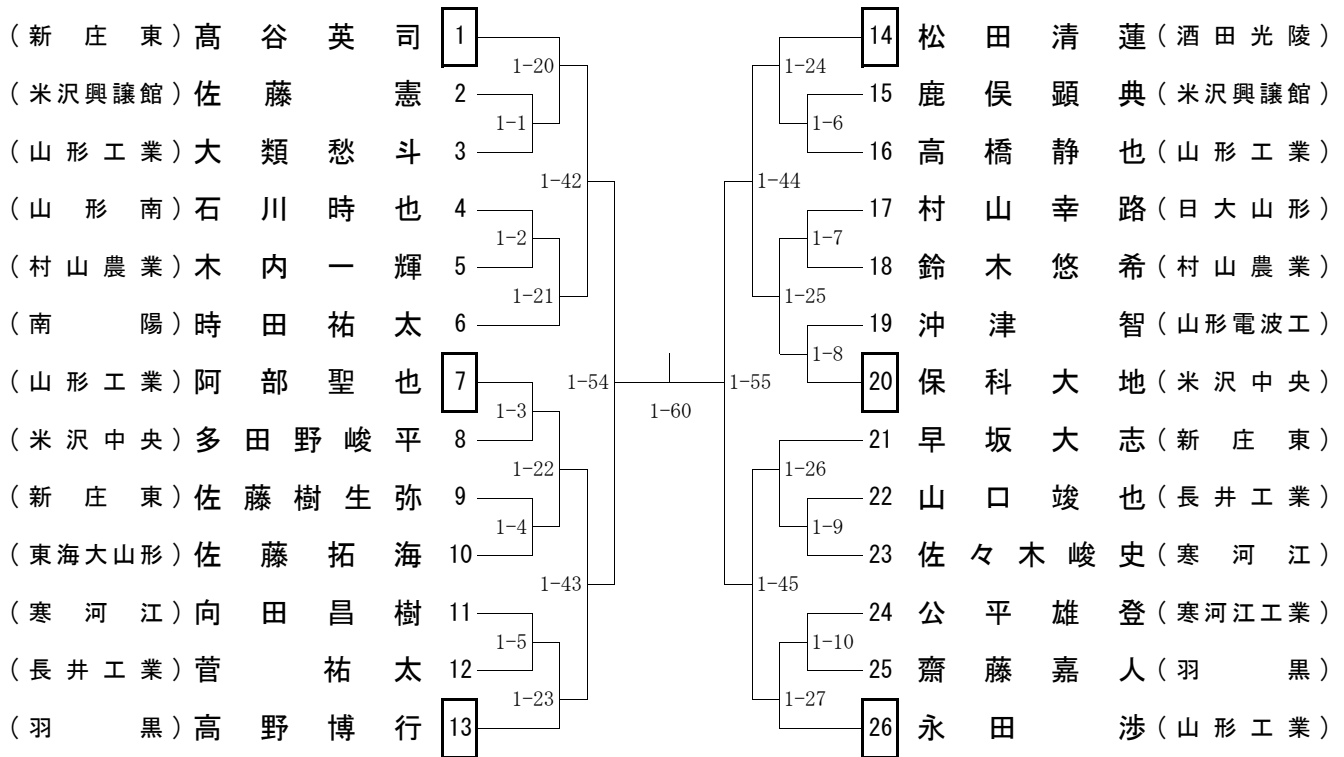 （新庄東）髙谷英司 1
1-20
（米沢興譲館）佐藤憲 2
1-1
（山形工業）大類愁斗 3
1-42
（山形南）石川時也 4
1-2
（村山農業）木内一輝 5
1-21
（南陽）時田祐太 6
1-54
（山形工業）阿部聖也 7
1-3
（米沢中央）多田野峻平 8
1-22
（新庄東）佐藤樹生弥 9
1-4
（東海大山形）佐藤拓海 10
1-43
（寒河江）向田昌樹 11
1-5
（長井工業）菅祐太 12
1-23
（羽黒）高野博行 13
1-60
14 松田清蓮（酒田光陵）
1-24
15 鹿俣顕典（米沢興譲館）
1-6
16 高橋静也（山形工業）
1-44
17 村山幸路（日大山形）
1-7
18 鈴木悠希（村山農業）
1-25
19 沖津智（山形電波工）
1-8
20 保科大地（米沢中央）
1-55
21 早坂大志（新庄東）
1-26
22 山口竣也（長井工業）
1-9
23 佐々木峻史（寒河江）
1-45
24 公平雄登（寒河江工業）
1-10
25 齋藤嘉人（羽黒）
1-27
26 永田渉（山形工業）